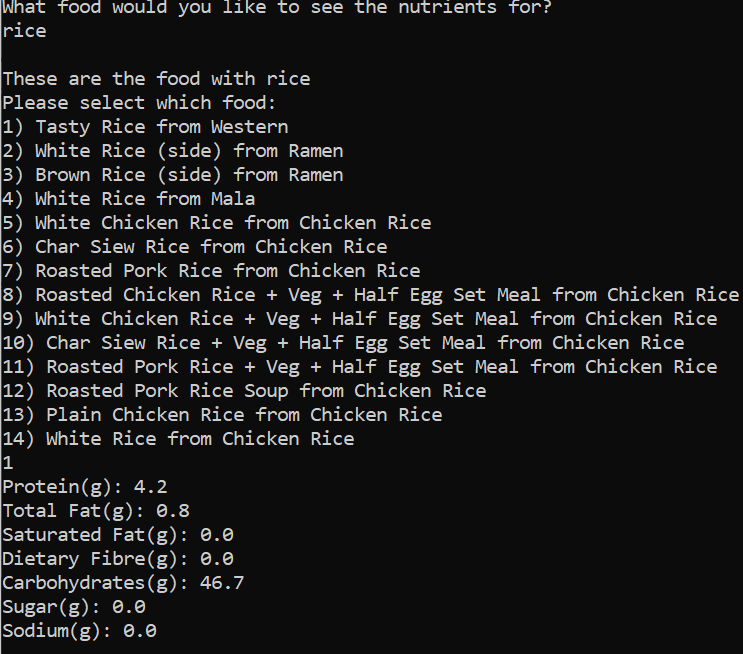 What food would you like to see the nutrients for?
rice

These are the food with rice
Please select which food:
1) Tasty Rice from Western
2) White Rice (side) from Ramen
3) Brown Rice (side) from Ramen
4) White Rice from Mala
5) White Chicken Rice from Chicken Rice
6) Char Siew Rice from Chicken Rice
7) Roasted Pork Rice from Chicken Rice
8) Roasted Chicken Rice + Veg + Half Egg Set Meal from Chicken Rice
9) White Chicken Rice + Veg + Half Egg Set Meal from Chicken Rice
10) Char Siew Rice + Veg + Half Egg Set Meal from Chicken Rice
11) Roasted Pork Rice + Veg + Half Egg Set Meal from Chicken Rice
12) Roasted Pork Rice Soup from Chicken Rice
13) Plain Chicken Rice from Chicken Rice
14) White Rice from Chicken Rice
1
Protein(g): 4.2
Total Fat(g): 0.8
Saturated Fat(g): 0.0
Dietary Fibre(g): 0.0
Carbohydrates(g): 46.7
Sugar(g): 0.0
Sodium(g): 0.0